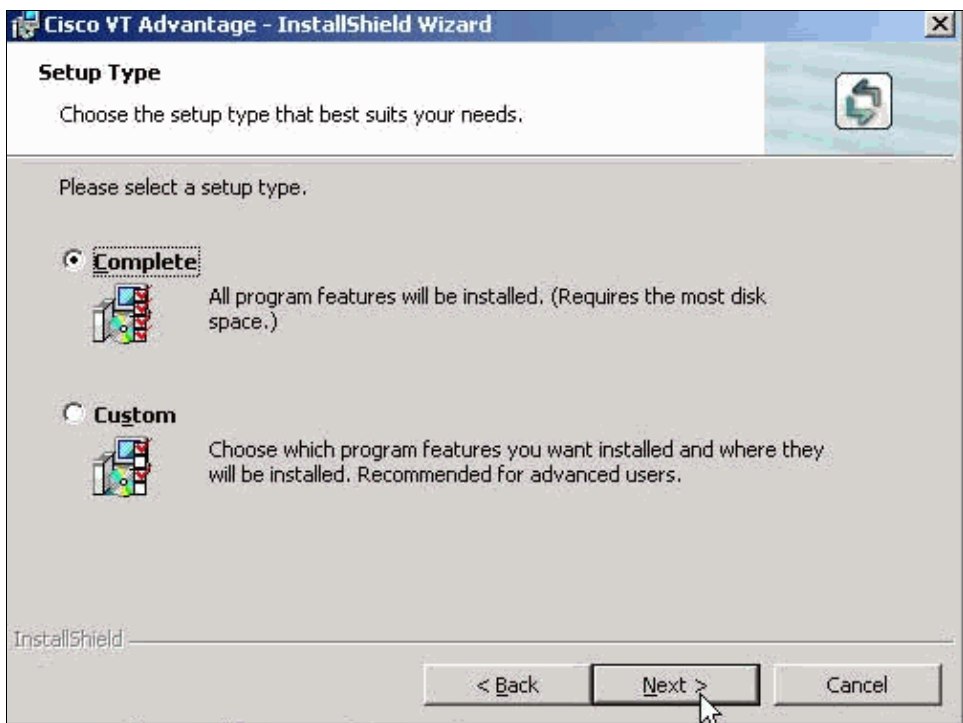 Cisco VT Advantage - InstallShield Wizard
Setup Type
Choose the setup type that best suits your needs.
Please select a setup type.
Complete
All program features will be installed. (Requires the most disk
space.)
Custom
Choose which program features you want installed and where they
will be installed. Recommended for advanced users.
InstallShield
< Back
Next >
Cancel